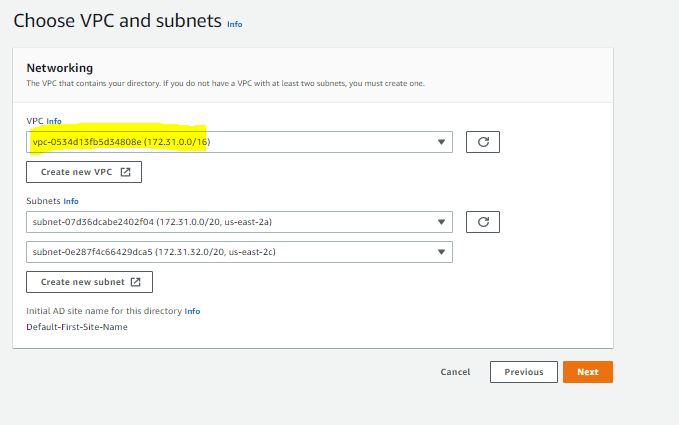 Choose VPC and subnets Info
Networking
The VPC that contains your directory. If you do not have a VPC with at least two subnets, you must create one.
VPC Info
vpc-0534d13fb5d34808e (172.31.0.0/16)
Create new VPC
Subnets Info
subnet-07d36dcabe2402f04 (172.31.0.0/20, us-east-2a)
subnet-0e287f4c66429dca5 (172.31.32.0/20, us-east-2c)
Create new subnet
Initial AD site name for this directory Info
Default-First-Site-Name
Cancel Previous Next